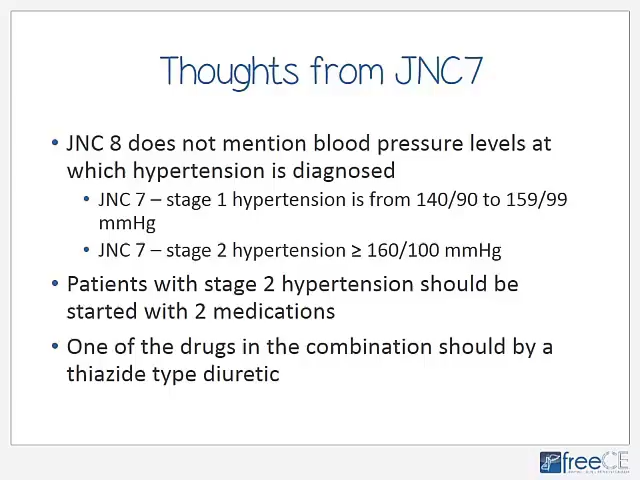 Thoughts from JNC7
• JNC 8 does not mention blood pressure levels at
which hypertension is diagnosed
• JNC 7 – stage 1 hypertension is from 140/90 to 159/99
mmHg
• JNC 7 – stage 2 hypertension ≥ 160/100 mmHg
• Patients with stage 2 hypertension should be
started with 2 medications
• One of the drugs in the combination should by a
thiazide type diuretic
freeCE